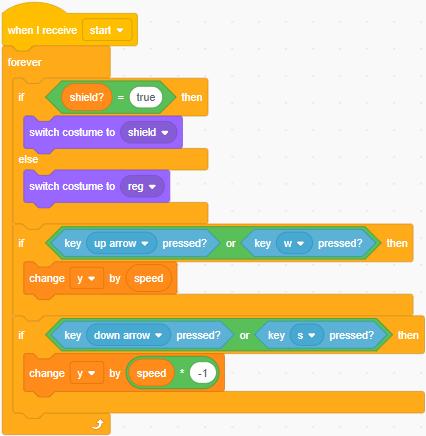 when I receive start
forever
if shield? = true then
switch costume to shield
else
switch costume to reg
if key up arrow pressed? or key w pressed? then
change y by speed
if key down arrow pressed? or key s pressed? then
change y by speed * -1